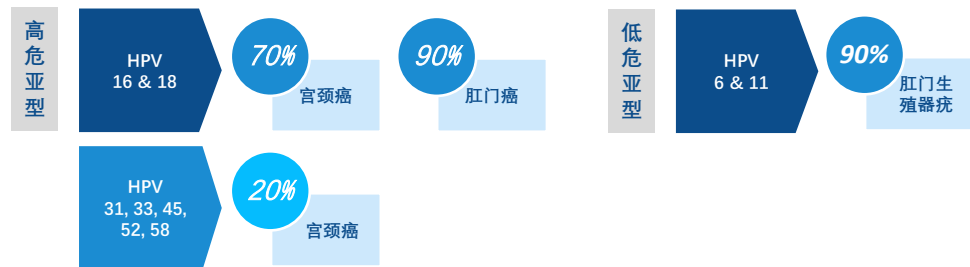 高危亚型
HPV
16 & 18
70%
宫颈癌
90%
肛门癌
HPV
31, 33, 45,
52, 58
20%
宫颈癌
低危亚型
HPV
6 & 11
90%
肛门生
殖器疣